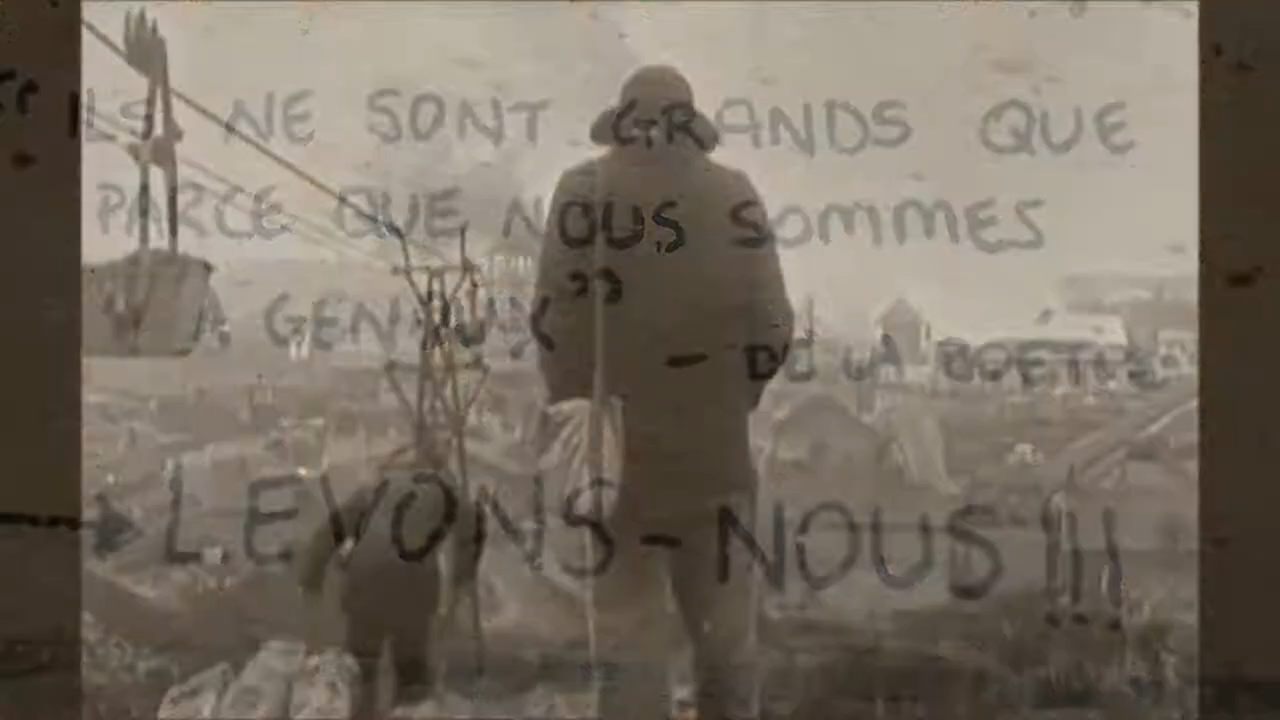 " ILS NE SONT GRANDS QUE
PARCE QUE NOUS SOMMES
A GENOUX "
— DE LA BOETIE
LEVONS-NOUS !!!